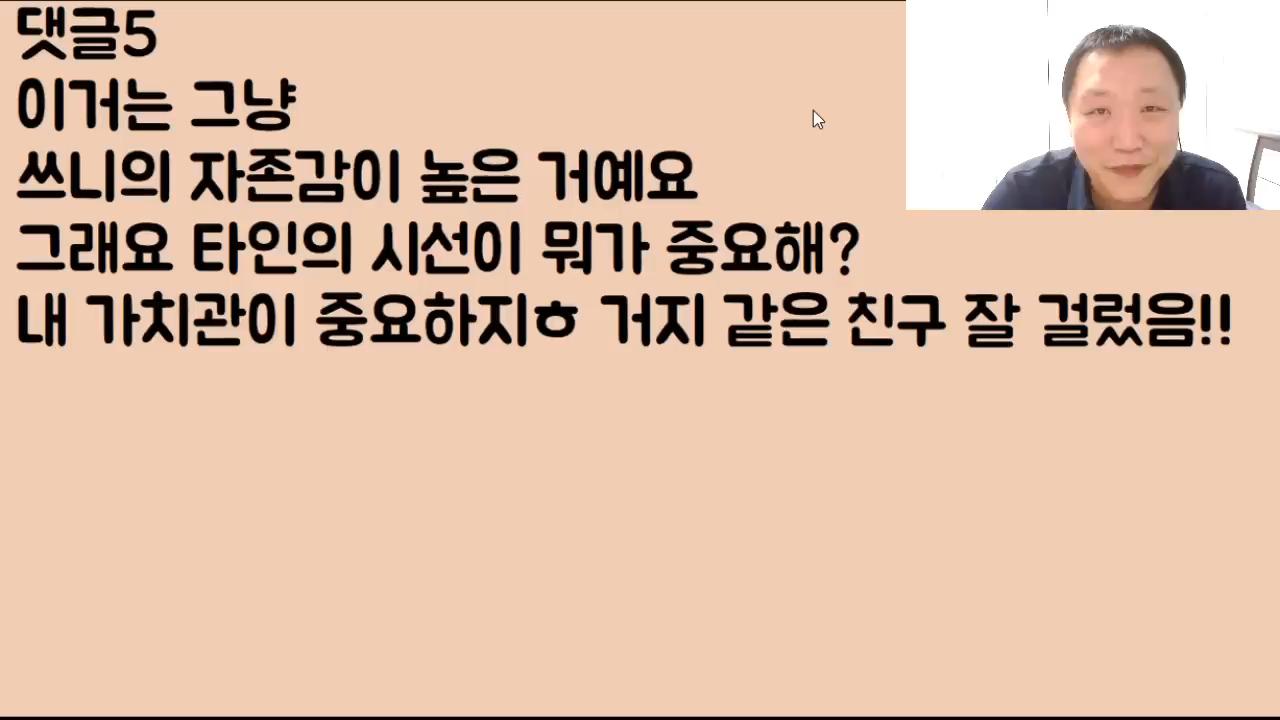 댓글5
이거는 그냥
쓰니의 자존감이 높은 거예요
그래요 타인의 시선이 뭐가 중요해?
내 가치관이 중요하지ㅎ 거지 같은 친구 잘 걸렀음!!